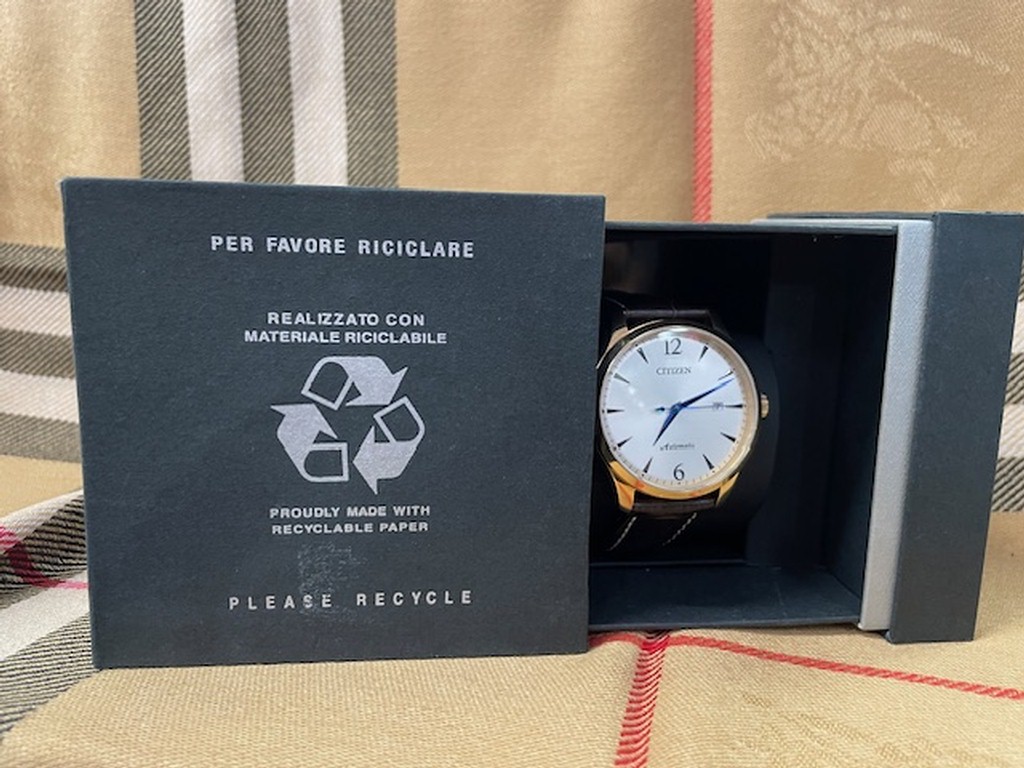 PER FAVORE RICICLARE
REALIZZATO CON
MATERIALE RICICLABILE
PROUDLY MADE WITH
RECYCLABLE PAPER
PLEASE RECYCLE
12
CITIZEN
Automatic
6